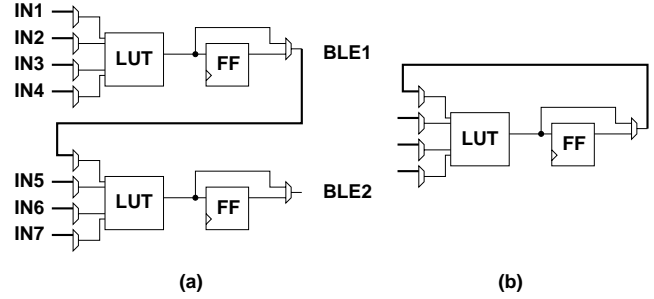 IN1
IN2
IN3
IN4
LUT
FF
BLE1
IN5
IN6
IN7
LUT
FF
BLE2
(a)
LUT
FF
(b)